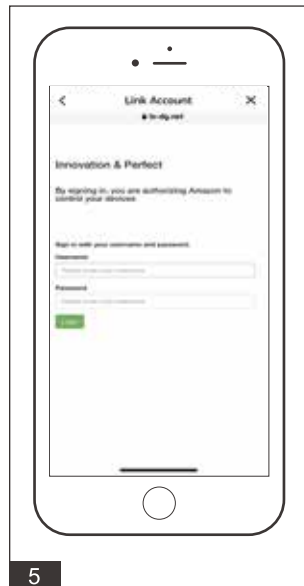 Link Account
Innovation & Perfect
By signing in, you are authorizing Amazon to
control your devices
Sign in with your username and password.
Username
Password
5